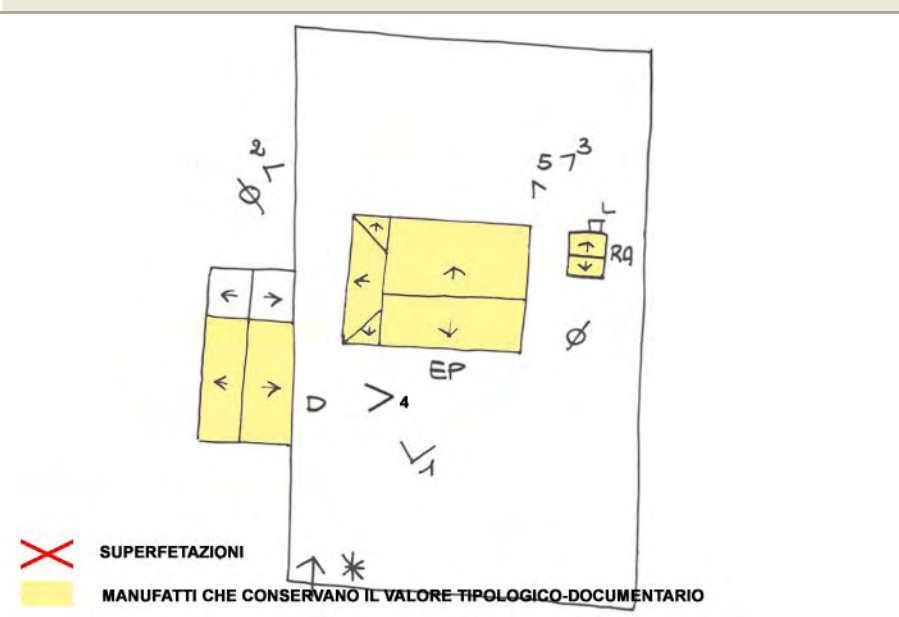 2
5 3
L
RA
EP
D
4
1
SUPERFETAZIONI
MANUFATTI CHE CONSERVANO IL VALORE TIPOLOGICO-DOCUMENTARIO